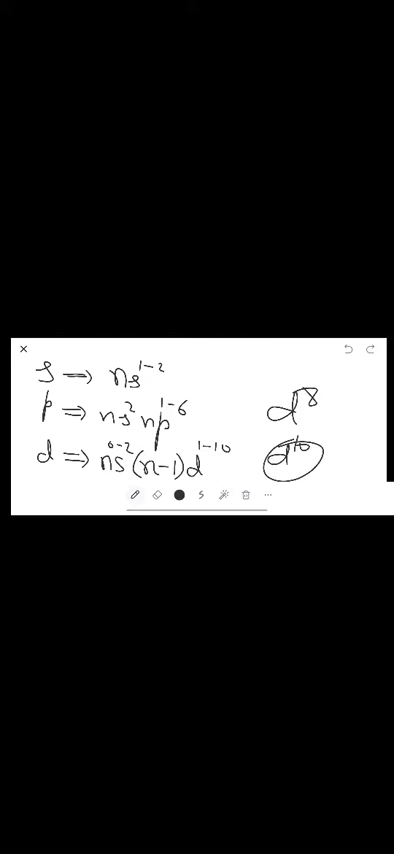 s ⇒ ns¹⁻²
p ⇒ ns² np¹⁻⁶
d⁸
d ⇒ ns⁰⁻² (n-1)d¹⁻¹⁰
d¹⁰